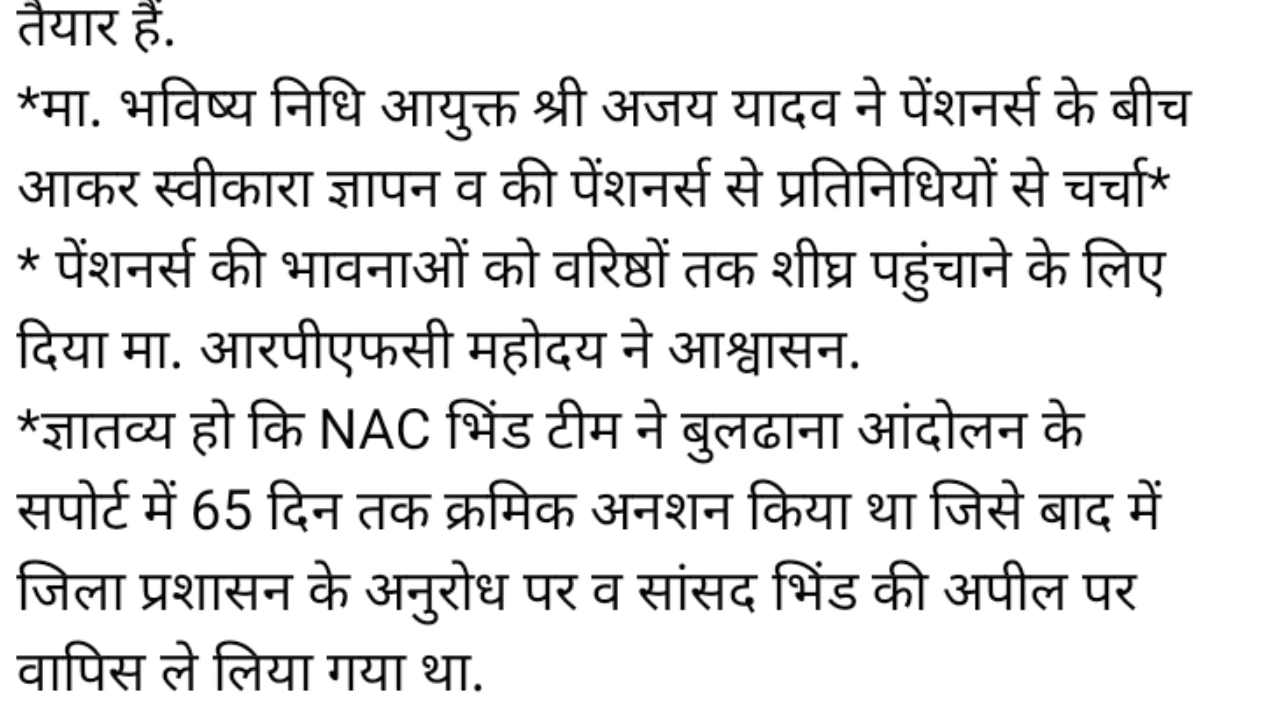 तैयार हैं.
*मा. भविष्य निधि आयुक्त श्री अजय यादव ने पेंशनर्स के बीच
आकर स्वीकारा ज्ञापन व की पेंशनर्स से प्रतिनिधियों से चर्चा*
* पेंशनर्स की भावनाओं को वरिष्ठों तक शीघ्र पहुंचाने के लिए
दिया मा. आरपीएफसी महोदय ने आश्वासन.
*ज्ञातव्य हो कि NAC भिंड टीम ने बुलढाना आंदोलन के
सपोर्ट में 65 दिन तक क्रमिक अनशन किया था जिसे बाद में
जिला प्रशासन के अनुरोध पर व सांसद भिंड की अपील पर
वापिस ले लिया गया था.